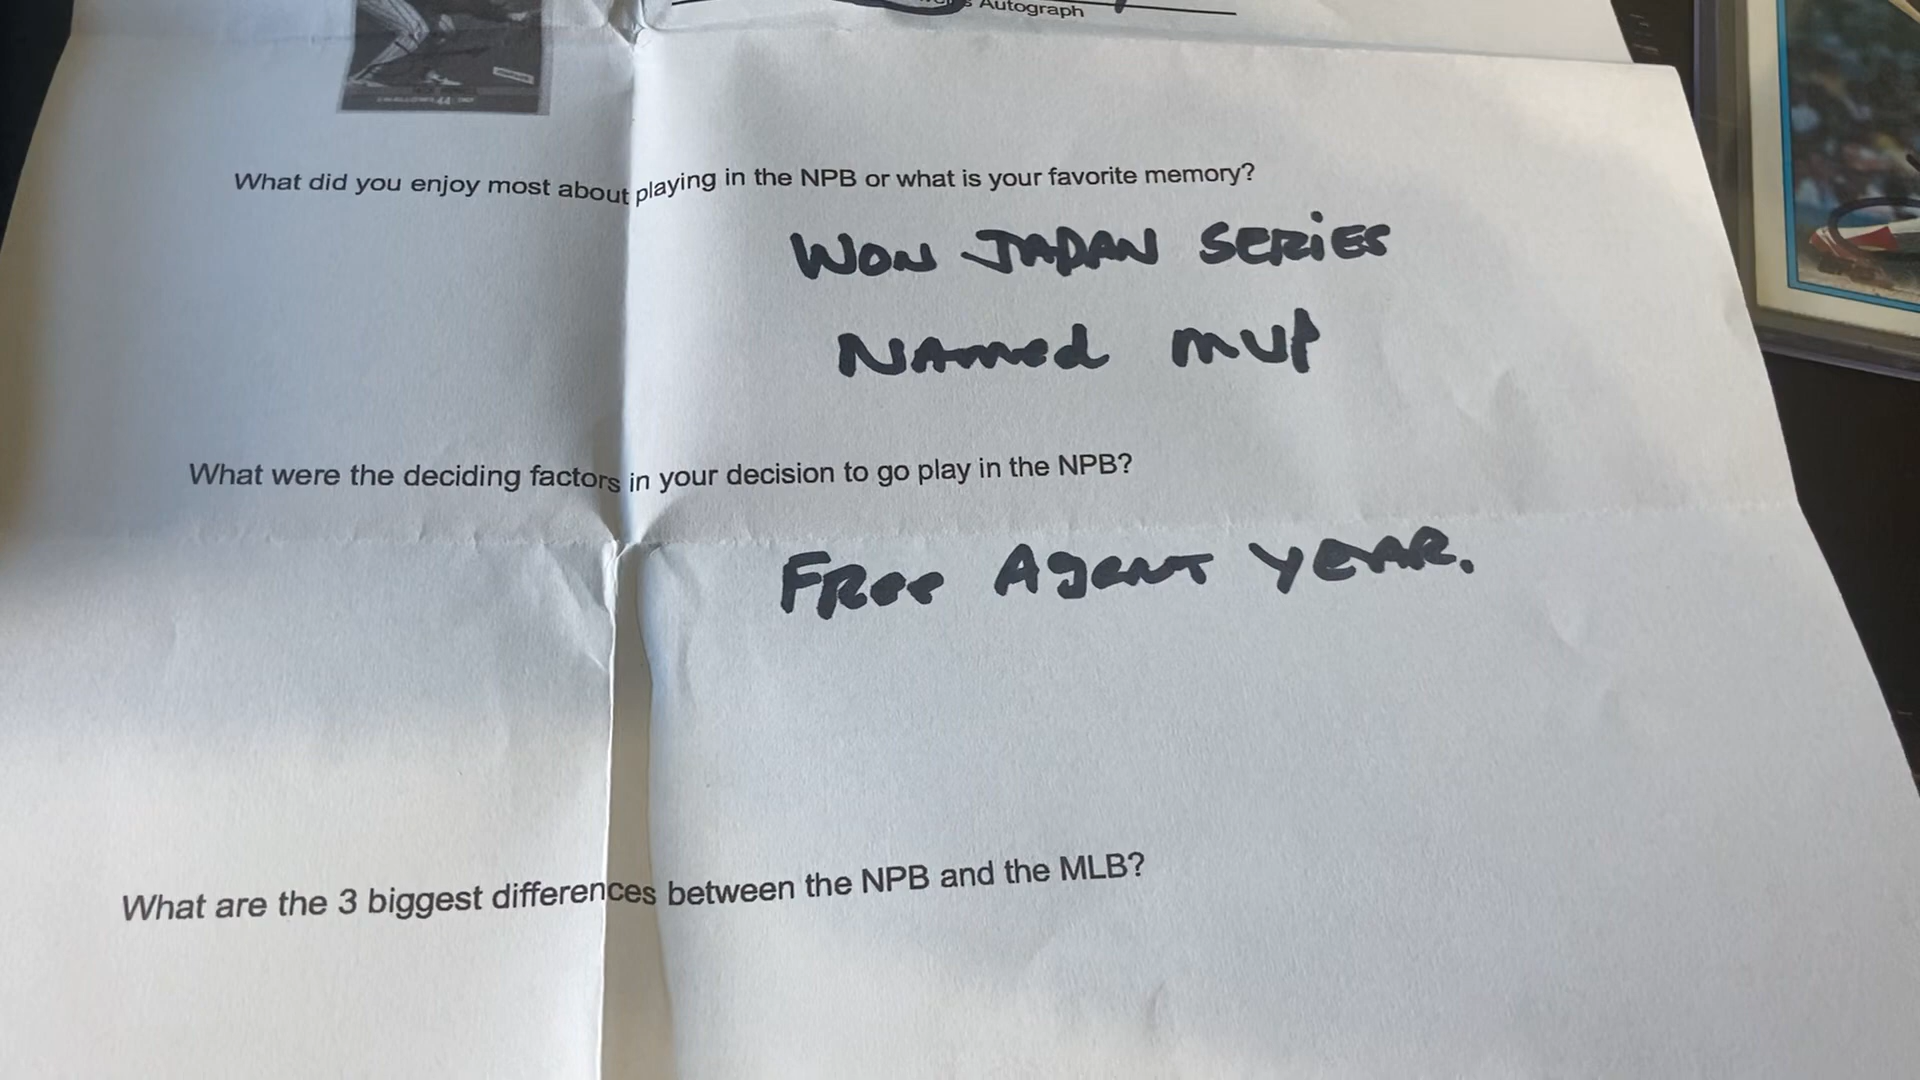 Autograph
44
What did you enjoy most about playing in the NPB or what is your favorite memory?
WON JAPAN SERIES
NAMED MVP
What were the deciding factors in your decision to go play in the NPB?
FREE AGENT YEAR.
What are the 3 biggest differences between the NPB and the MLB?